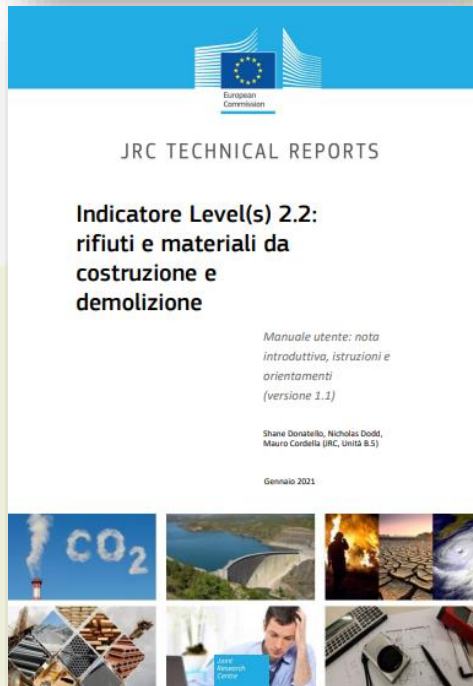 European
Commission
JRC TECHNICAL REPORTS
Indicatore Level(s) 2.2:
rifiuti e materiali da
costruzione e
demolizione
Manuale utente: nota
introduttiva, istruzioni e
orientamenti
(versione 1.1)
Shane Donatello, Nicholas Dodd,
Mauro Cordella (JRC, Unità B.5)
Gennaio 2021
CO2
Joint
Research
Centre